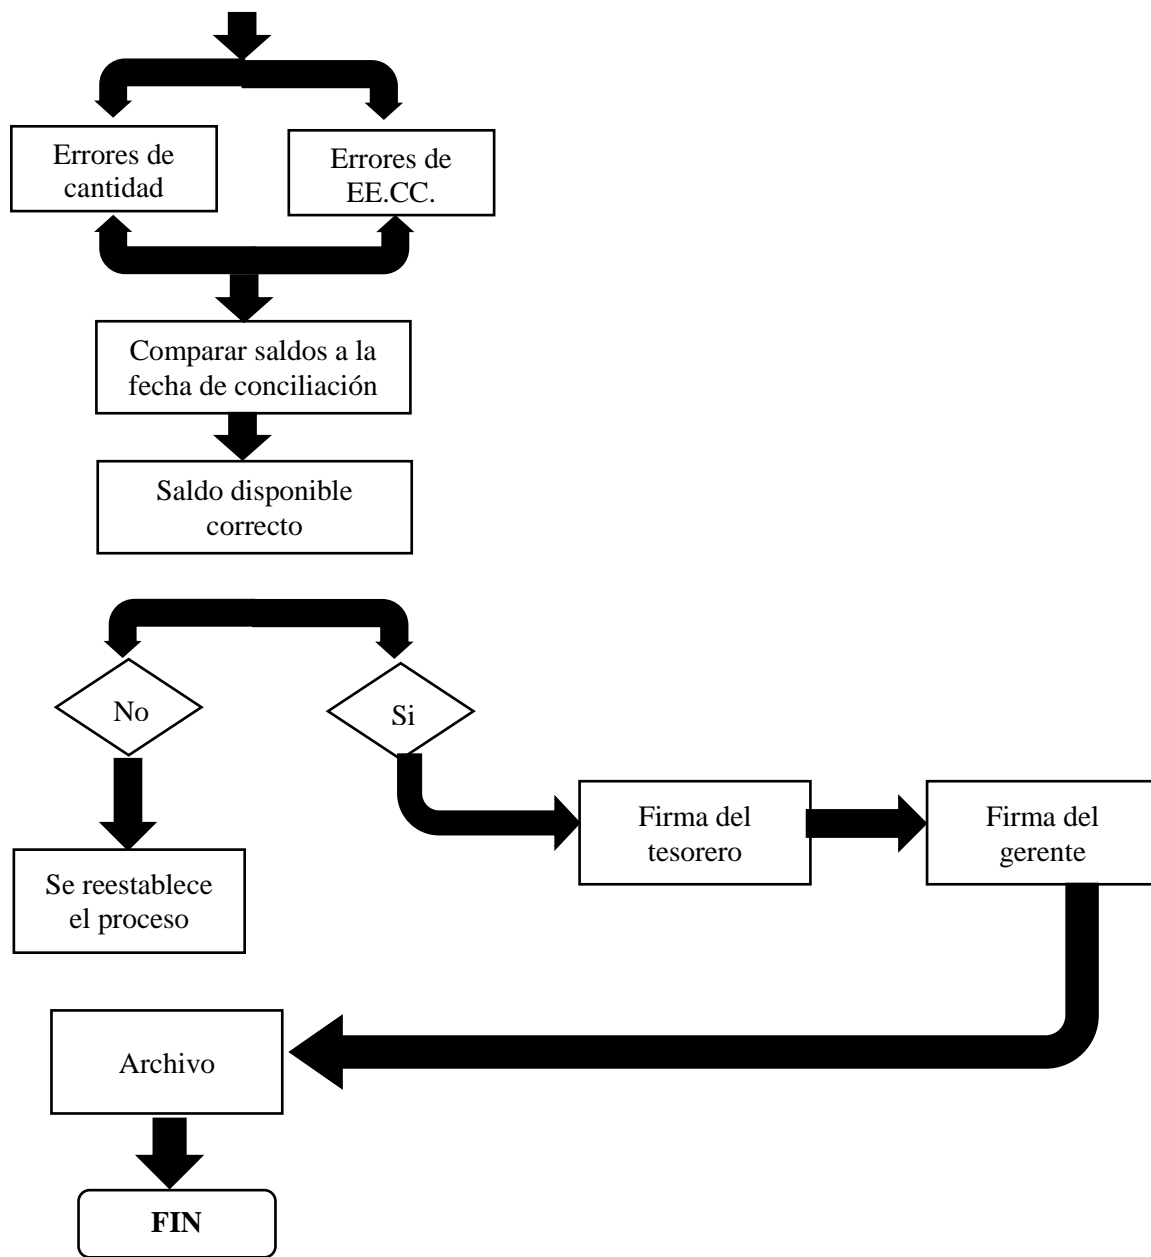 Errores de
cantidad
Errores de
EE.CC.
Comparar saldos a la
fecha de conciliación
Saldo disponible
correcto
No
Si
Firma del
tesorero
Firma del
gerente
Se reestablece
el proceso
Archivo
FIN